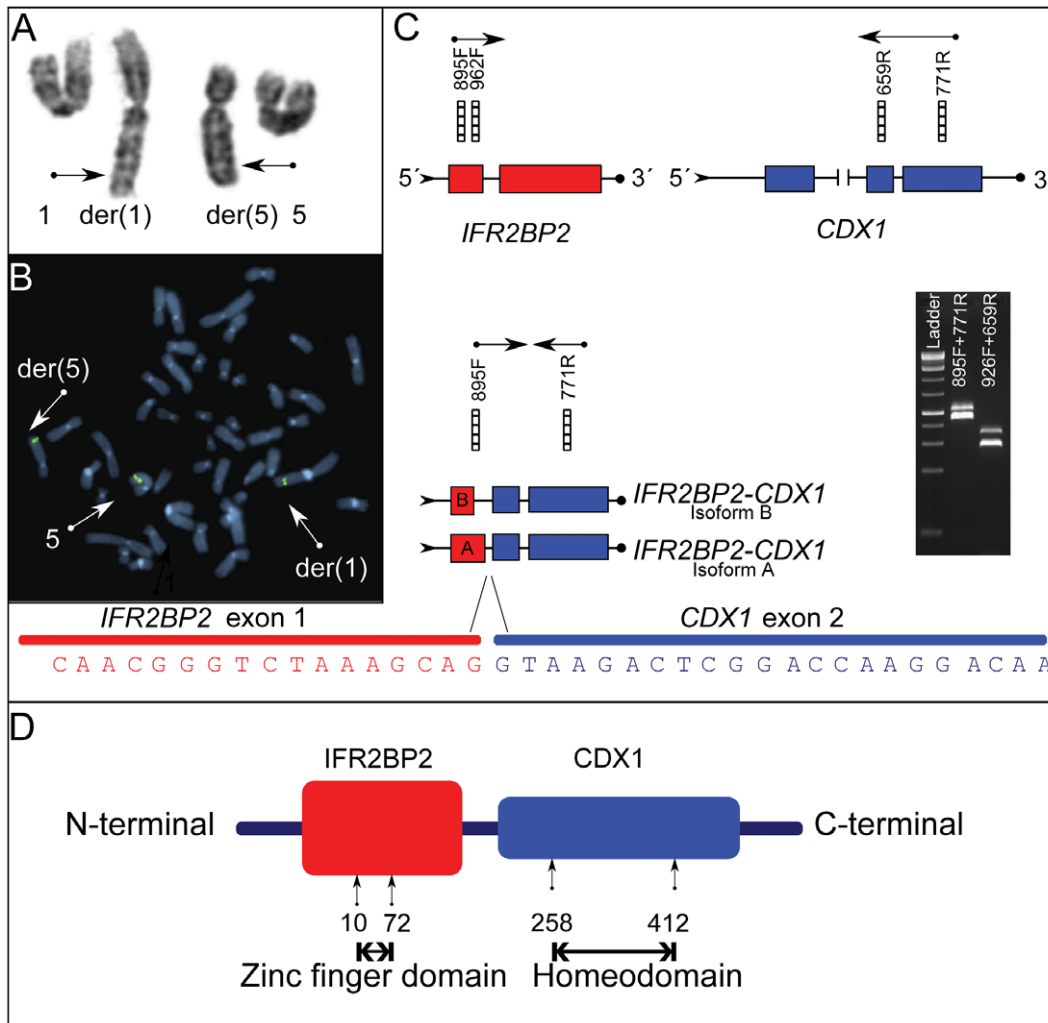 A
1 der(1) der(5) 5
B
der(5)
5
der(1)
1
C
895F
962F
659R
771R
5´ 3´
5´ 3
IFR2BP2
CDX1
895F
771R
B
IFR2BP2-CDX1
Isoform B
A
IFR2BP2-CDX1
Isoform A
Ladder
895F+771R
926F+659R
IFR2BP2 exon 1
CDX1 exon 2
CAACGGGTCTAAAGCAG GTAAGACTCGGACCAAGG ACAA
D
IFR2BP2
CDX1
N-terminal
C-terminal
10 72
258 412
Zinc finger domain
Homeodomain